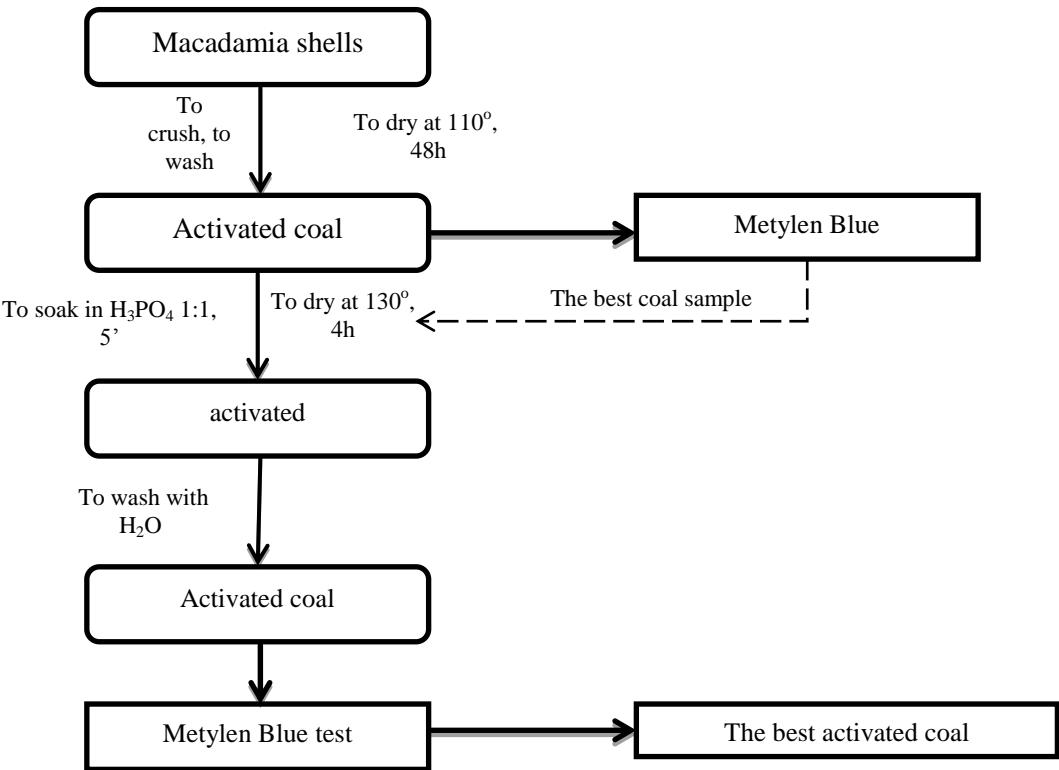 Macadamia shells
To
crush, to
wash
To dry at 110°,
48h
Activated coal
Metylen Blue
To soak in H₃PO₄ 1:1,
5’
To dry at 130°,
4h
The best coal sample
activated
To wash with
H₂O
Activated coal
Metylen Blue test
The best activated coal